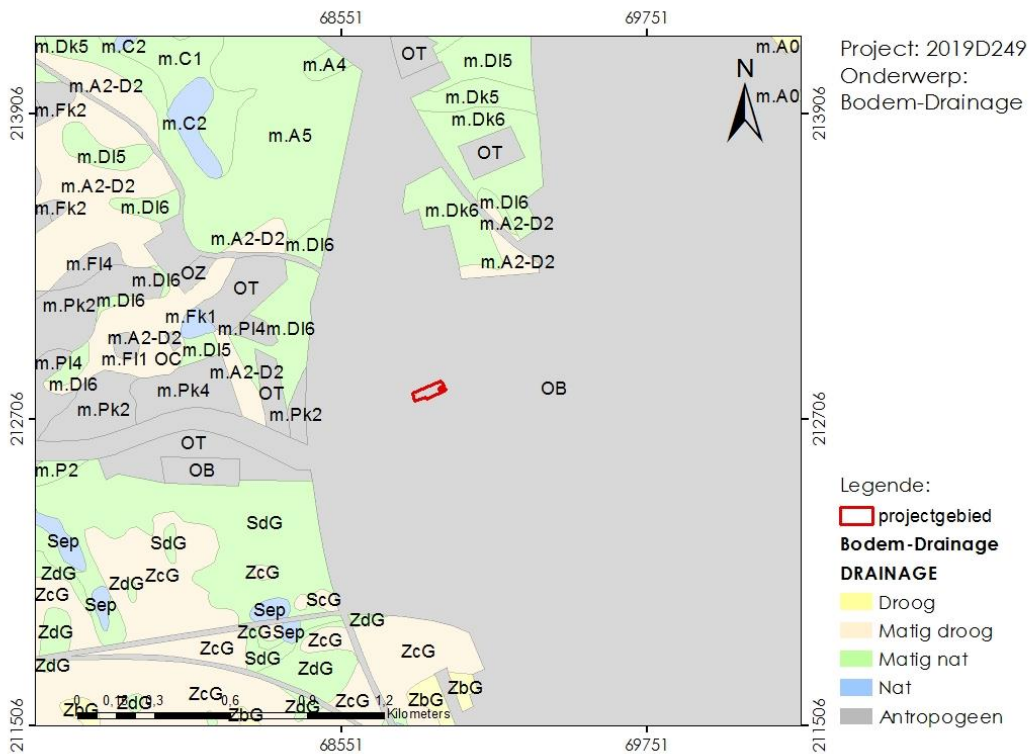 68551 69751
m.Dk5 m.C2 m.C1 m.A4 OT m.Dl5 m.A0
m.A2-D2
m.Fk2 m.C2 m.A5 m.Dk5 m.A0
m.Dk6
m.Dl5 OT
m.A2-D2
m.Fk2 m.Dl6 m.Dk6 m.Dl6
m.A2-D2
m.A2-D2 m.Dl6
m.Fl4 m.A2-D2
m.Dl6 OZ OT
m.Pk2 m.Dl6
m.Fk1
m.A2-D2 m.Pl4 m.Dl6
m.Pl4 m.Fl1 OC m.Dl5
m.Dl6 m.Pk4 m.A2-D2 OB
m.Pk2 OT m.Pk2
OT
m.P2 OB
SdG
Sep SdG
ZdG ZdG ZcG ZcG
ZcG Sep Sep ScG
ZdG ZcG Sep ZcG ZdG
ZdG ZcG SdG ZdG ZcG
ZbG ZdG ZcG ZbG ZdG ZcG ZbG ZbG
0 0,3 0,6 0,9 1,2
Kilometers
213906
212706
211506
213906
212706
211506
68551 69751
N
Project: 2019D249
Onderwerp:
Bodem-Drainage
Legende:
projectgebied
Bodem-Drainage
DRAINAGE
Droog
Matig droog
Matig nat
Nat
Antropogeen